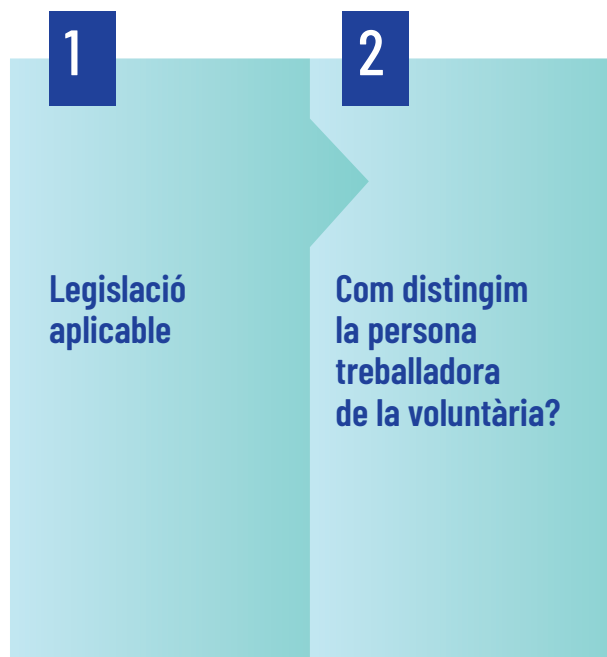 1
Legislació
aplicable
2
Com distingim
la persona
treballadora
de la voluntària?